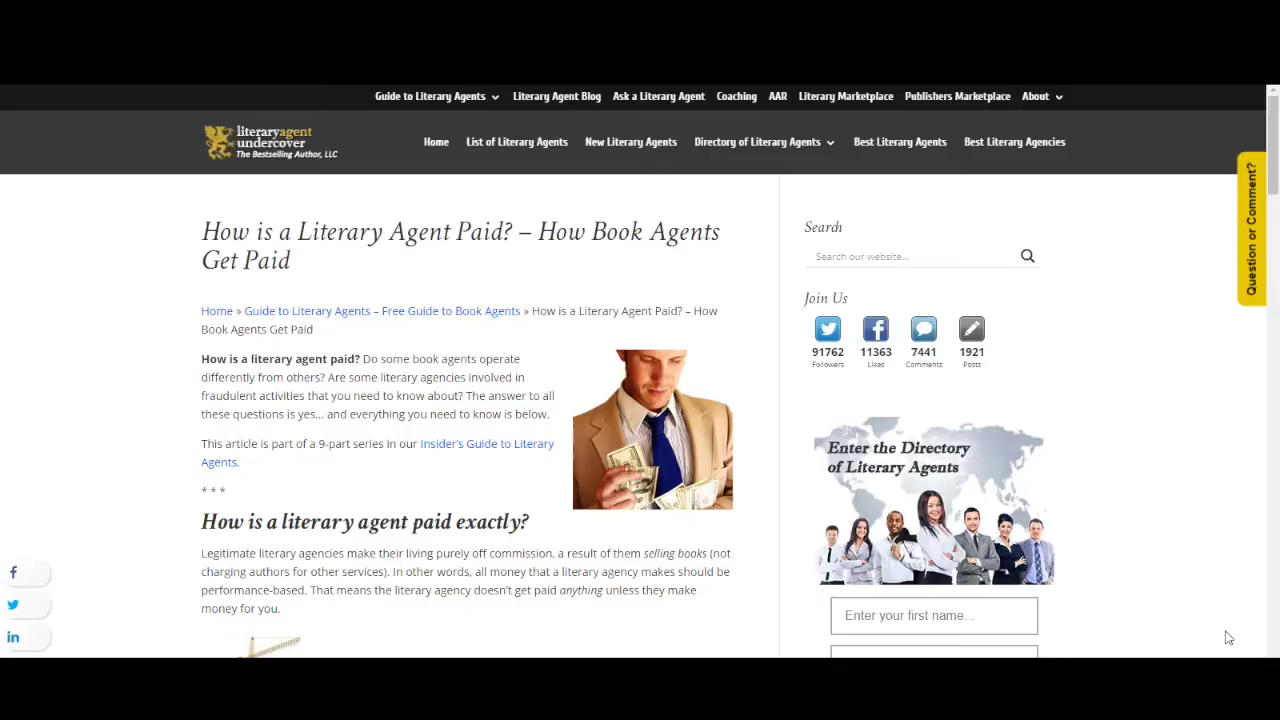 Guide to Literary Agents Literary Agent Blog Ask a Literary Agent Coaching AAR Literary Marketplace Publishers Marketplace About
literaryagent
undercover
The Bestselling Author, LLC
Home List of Literary Agents New Literary Agents Directory of Literary Agents Best Literary Agents Best Literary Agencies
Question or Comment?
How is a Literary Agent Paid? – How Book Agents
Get Paid
Home » Guide to Literary Agents – Free Guide to Book Agents » How is a Literary Agent Paid? – How
Book Agents Get Paid
How is a literary agent paid? Do some book agents operate
differently from others? Are some literary agencies involved in
fraudulent activities that you need to know about? The answer to all
these questions is yes… and everything you need to know is below.
This article is part of a 9-part series in our Insider's Guide to Literary
Agents.
* * *
How is a literary agent paid exactly?
Legitimate literary agencies make their living purely off commission, a result of them selling books (not
charging authors for other services). In other words, all money that a literary agency makes should be
performance-based. That means the literary agency doesn't get paid anything unless they make
money for you.
Search
Search our website...
Join Us
91762 11363 7441 1921
Followers Likes Comments Posts
Enter the Directory
of Literary Agents
Enter your first name...